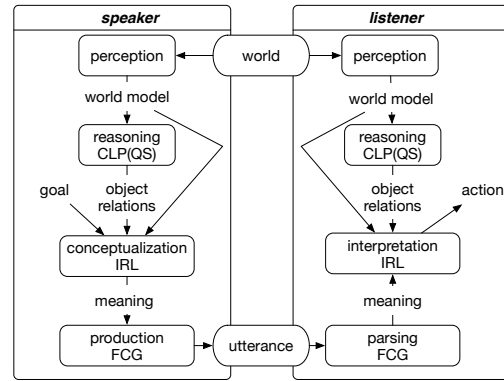 speaker
listener
perception
world
perception
world model
world model
reasoning
CLP(QS)
reasoning
CLP(QS)
goal
object
relations
object
relations
action
conceptualization
IRL
interpretation
IRL
meaning
meaning
production
FCG
utterance
parsing
FCG